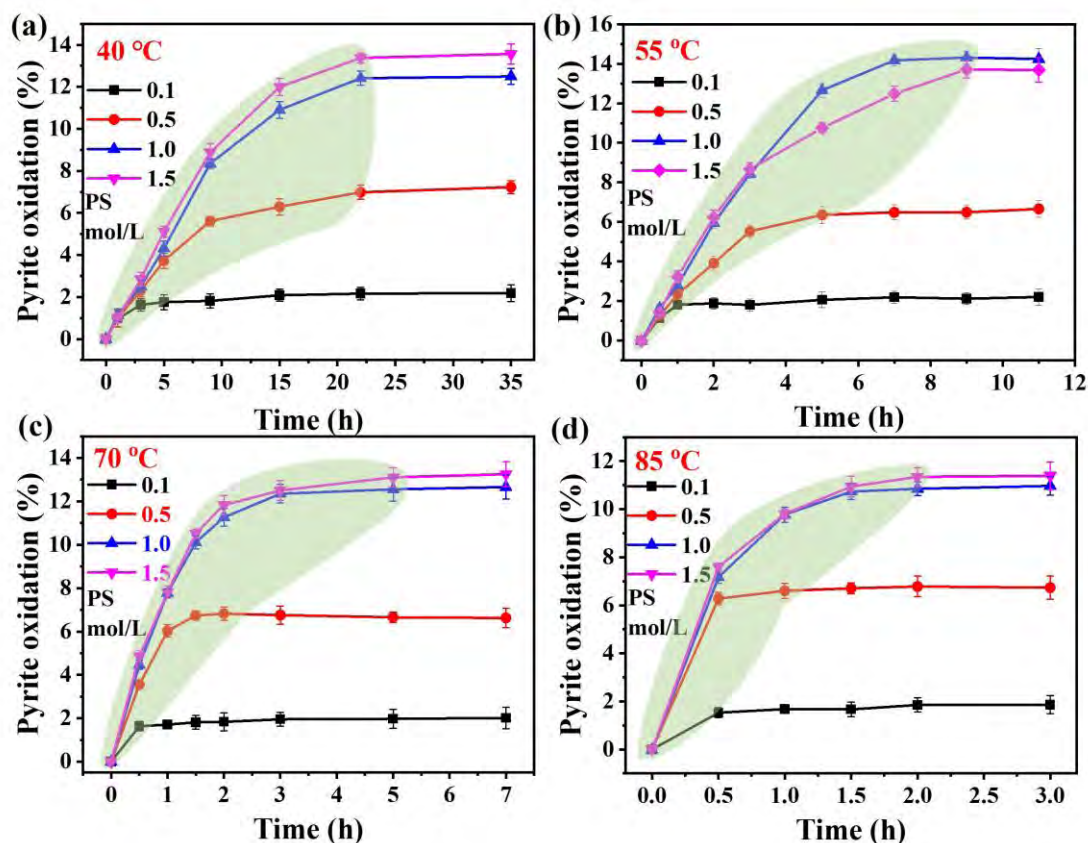 (a)
40 °C
0.1
0.5
1.0
1.5
PS
mol/L
Pyrite oxidation (%)
14
12
10
8
6
4
2
0
0 5 10 15 20 25 30 35
Time (h)
(b)
55 °C
0.1
0.5
1.0
1.5
PS
mol/L
Pyrite oxidation (%)
16
14
12
10
8
6
4
2
0
0 2 4 6 8 10 12
Time (h)
(c)
70 °C
0.1
0.5
1.0
1.5
PS
mol/L
Pyrite oxidation (%)
14
12
10
8
6
4
2
0
0 1 2 3 4 5 6 7
Time (h)
(d)
85 °C
0.1
0.5
1.0
1.5
PS
mol/L
Pyrite oxidation (%)
12
10
8
6
4
2
0
0.0 0.5 1.0 1.5 2.0 2.5 3.0
Time (h)